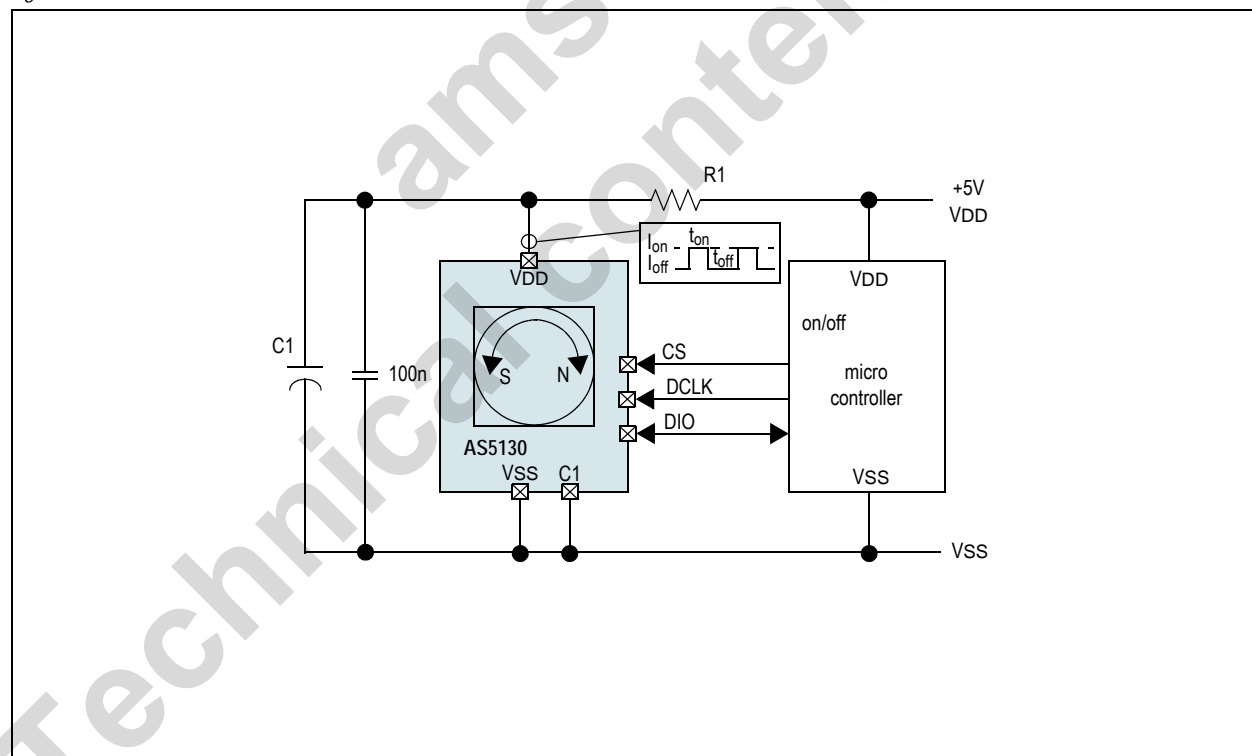 ams
Technical conten
R1
+5V
VDD
Ion
ton
Ioff
toff
VDD
VDD
on/off
C1
100n
S
N
CS
DCLK
DIO
micro
controller
AS5130
VSS
C1
VSS
VSS